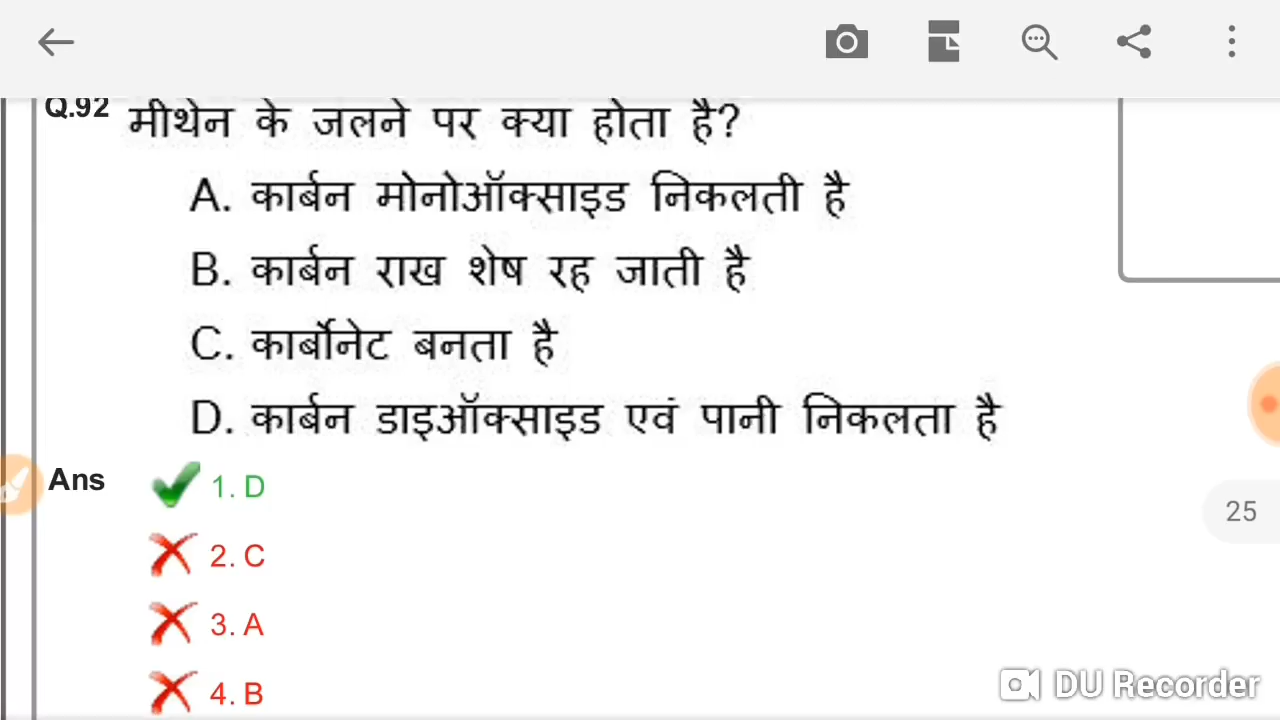 Q.92 मीथेन के जलने पर क्या होता है?
A. कार्बन मोनोऑक्साइड निकलती है
B. कार्बन राख शेष रह जाती है
C. कार्बोनेट बनता है
D. कार्बन डाइऑक्साइड एवं पानी निकलता है
Ans 1. D
25
2. C
3. A
4. B
DU Recorder